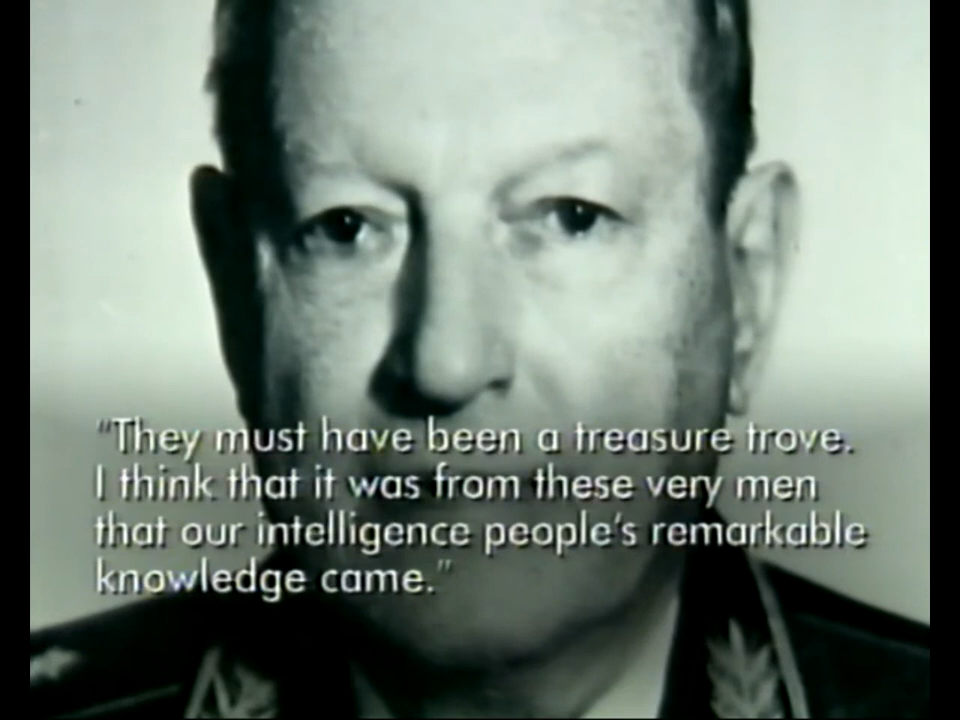 "They must have been a treasure trove.
I think that it was from these very men
that our intelligence people's remarkable
knowledge came."